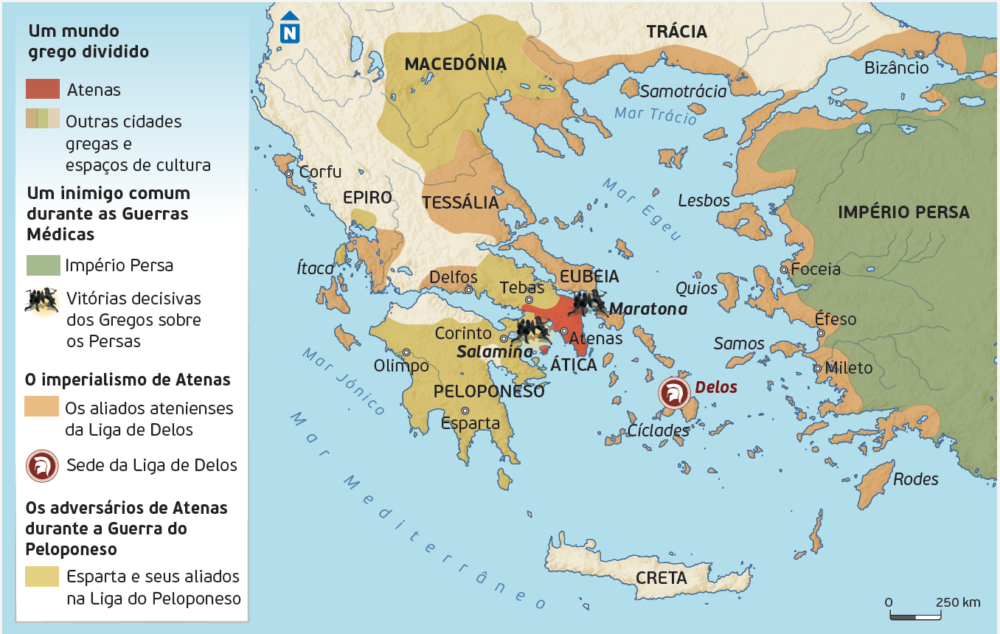 Um mundo
grego dividido
Atenas
Outras cidades
gregas e
espaços de cultura
Um inimigo comum
durante as Guerras
Médicas
Império Persa
Vitórias decisivas
dos Gregos sobre
os Persas
O imperialismo de Atenas
Os aliados atenienses
da Liga de Delos
Sede da Liga de Delos
Os adversários de Atenas
durante a Guerra do
Peloponeso
Esparta e seus aliados
na Liga do Peloponeso
N
TRÁCIA
MACEDÓNIA
Bizâncio
Samotrácia
Mar Trácio
Corfu
EPIRO
TESSÁLIA
Mar Egeu
Lesbos
IMPÉRIO PERSA
Ítaca
Delfos
Tebas
EUBEIA
Quios
Foceia
Maratona
Corinto
Atenas
Éfeso
Salamina
Samos
Olimpo
ÁTICA
Mileto
Mar Jónico
PELOPONESO
Delos
Esparta
Cíclades
Mar Mediterrâneo
Rodes
CRETA
0 250 km